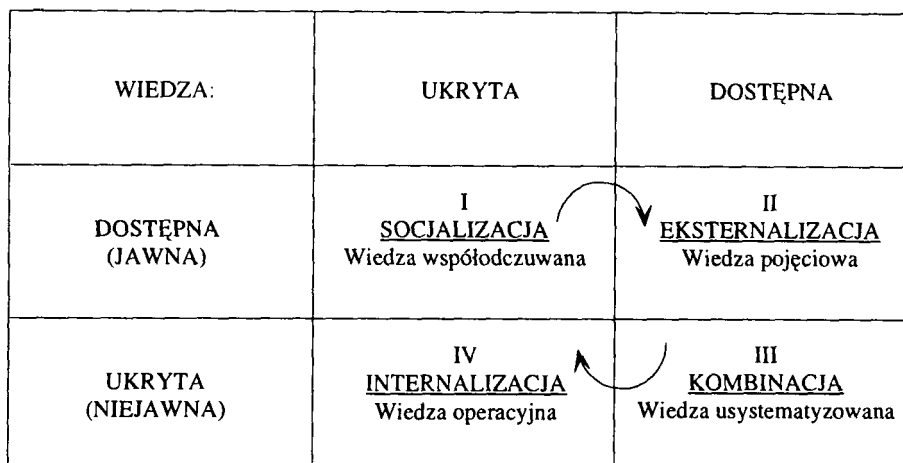 WIEDZA:
UKRYTA
DOSTĘPNA
DOSTĘPNA
(JAWNA)
I
SOCJALIZACJA
Wiedza współodczuwana
II
EKSTERNALIZACJA
Wiedza pojęciowa
UKRYTA
(NIEJAWNA)
IV
INTERNALIZACJA
Wiedza operacyjna
III
KOMBINACJA
Wiedza usystematyzowana